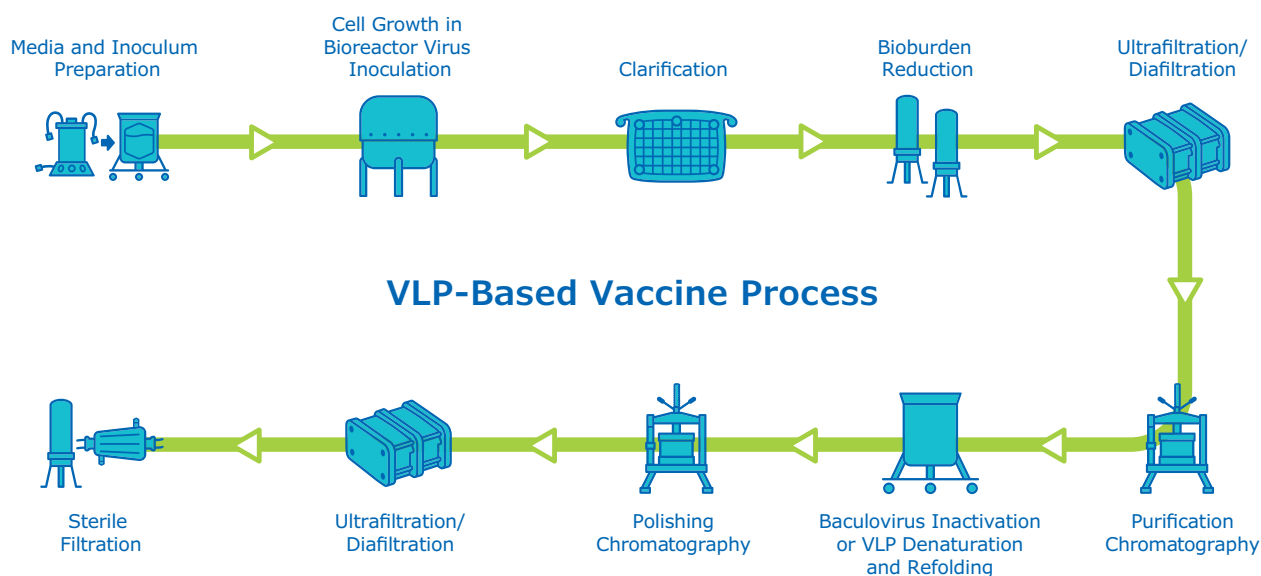 Media and Inoculum
Preparation
Cell Growth in
Bioreactor Virus
Inoculation
Clarification
Bioburden
Reduction
Ultrafiltration/
Diafiltration
VLP-Based Vaccine Process
Sterile
Filtration
Ultrafiltration/
Diafiltration
Polishing
Chromatography
Baculovirus Inactivation
or VLP Denaturation
and Refolding
Purification
Chromatography